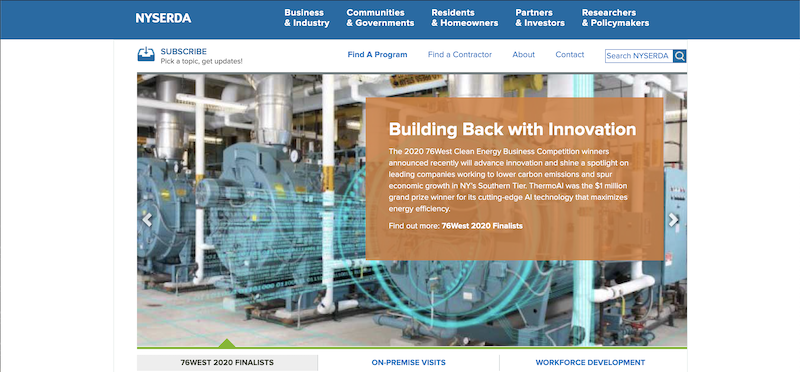 NYSERDA
Business
& Industry
Communities
& Governments
Residents
& Homeowners
Partners
& Investors
Researchers
& Policymakers
SUBSCRIBE
Pick a topic, get updates!
Find A Program
Find a Contractor
About
Contact
Search NYSERDA
Building Back with Innovation
The 2020 76West Clean Energy Business Competition winners
announced recently will advance innovation and shine a spotlight on
leading companies working to lower carbon emissions and spur
economic growth in NY's Southern Tier. ThermoAI was the $1 million
grand prize winner for its cutting-edge AI technology that maximizes
energy efficiency.
Find out more: 76West 2020 Finalists
76WEST 2020 FINALISTS
ON-PREMISE VISITS
WORKFORCE DEVELOPMENT